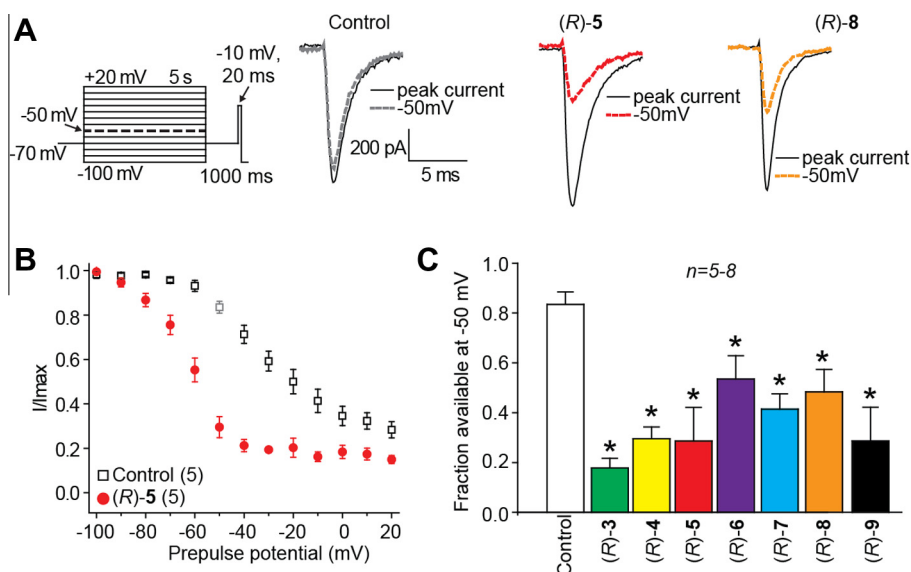 A
Control
(R)-5
(R)-8
-10 mV,
20 ms
+20 mV 5 s
-50 mV
-70 mV
-100 mV
1000 ms
peak current
-50mV
200 pA
5 ms
peak current
-50mV
peak current
-50mV
B
I/Imax
1.0
0.8
0.6
0.4
0.2
0.0
Control (5)
(R)-5 (5)
-100 -80 -60 -40 -20 0 20
Prepulse potential (mV)
C
n=5-8
Fraction available at -50 mV
1.0
0.8
0.6
0.4
0.2
0.0
* * * * * * *
Control
(R)-3
(R)-4
(R)-5
(R)-6
(R)-7
(R)-8
(R)-9